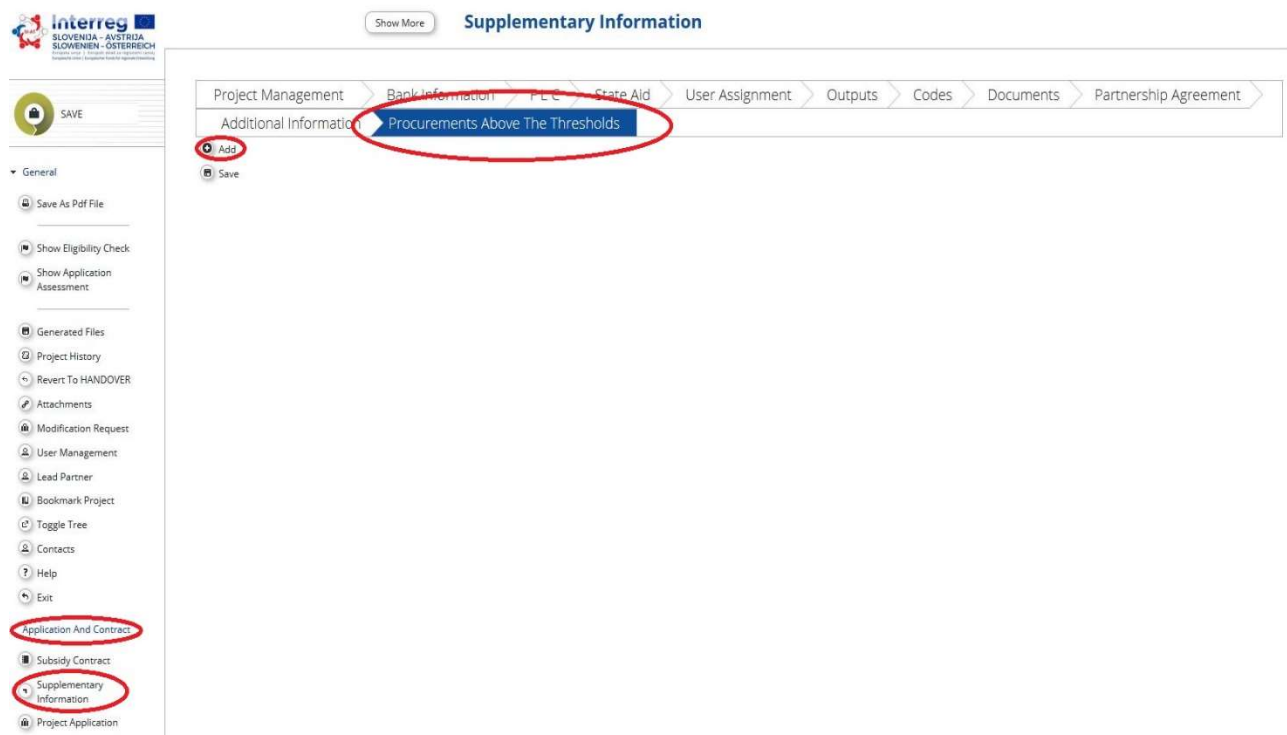 Interreg
SLOVENIJA - AVSTRIJA
SLOWENIEN - ÖSTERREICH
Show More
Supplementary Information
SAVE
Project Management
Bank Information
P L C
State Aid
User Assignment
Outputs
Codes
Documents
Partnership Agreement
Additional Information
Procurements Above The Thresholds
Add
Save
General
Save As Pdf File
Show Eligibility Check
Show Application
Assessment
Generated Files
Project History
Revert To HANDOVER
Attachments
Modification Request
User Management
Lead Partner
Bookmark Project
Toggle Tree
Contacts
Help
Exit
Application And Contract
Subsidy Contract
Supplementary
Information
Project Application